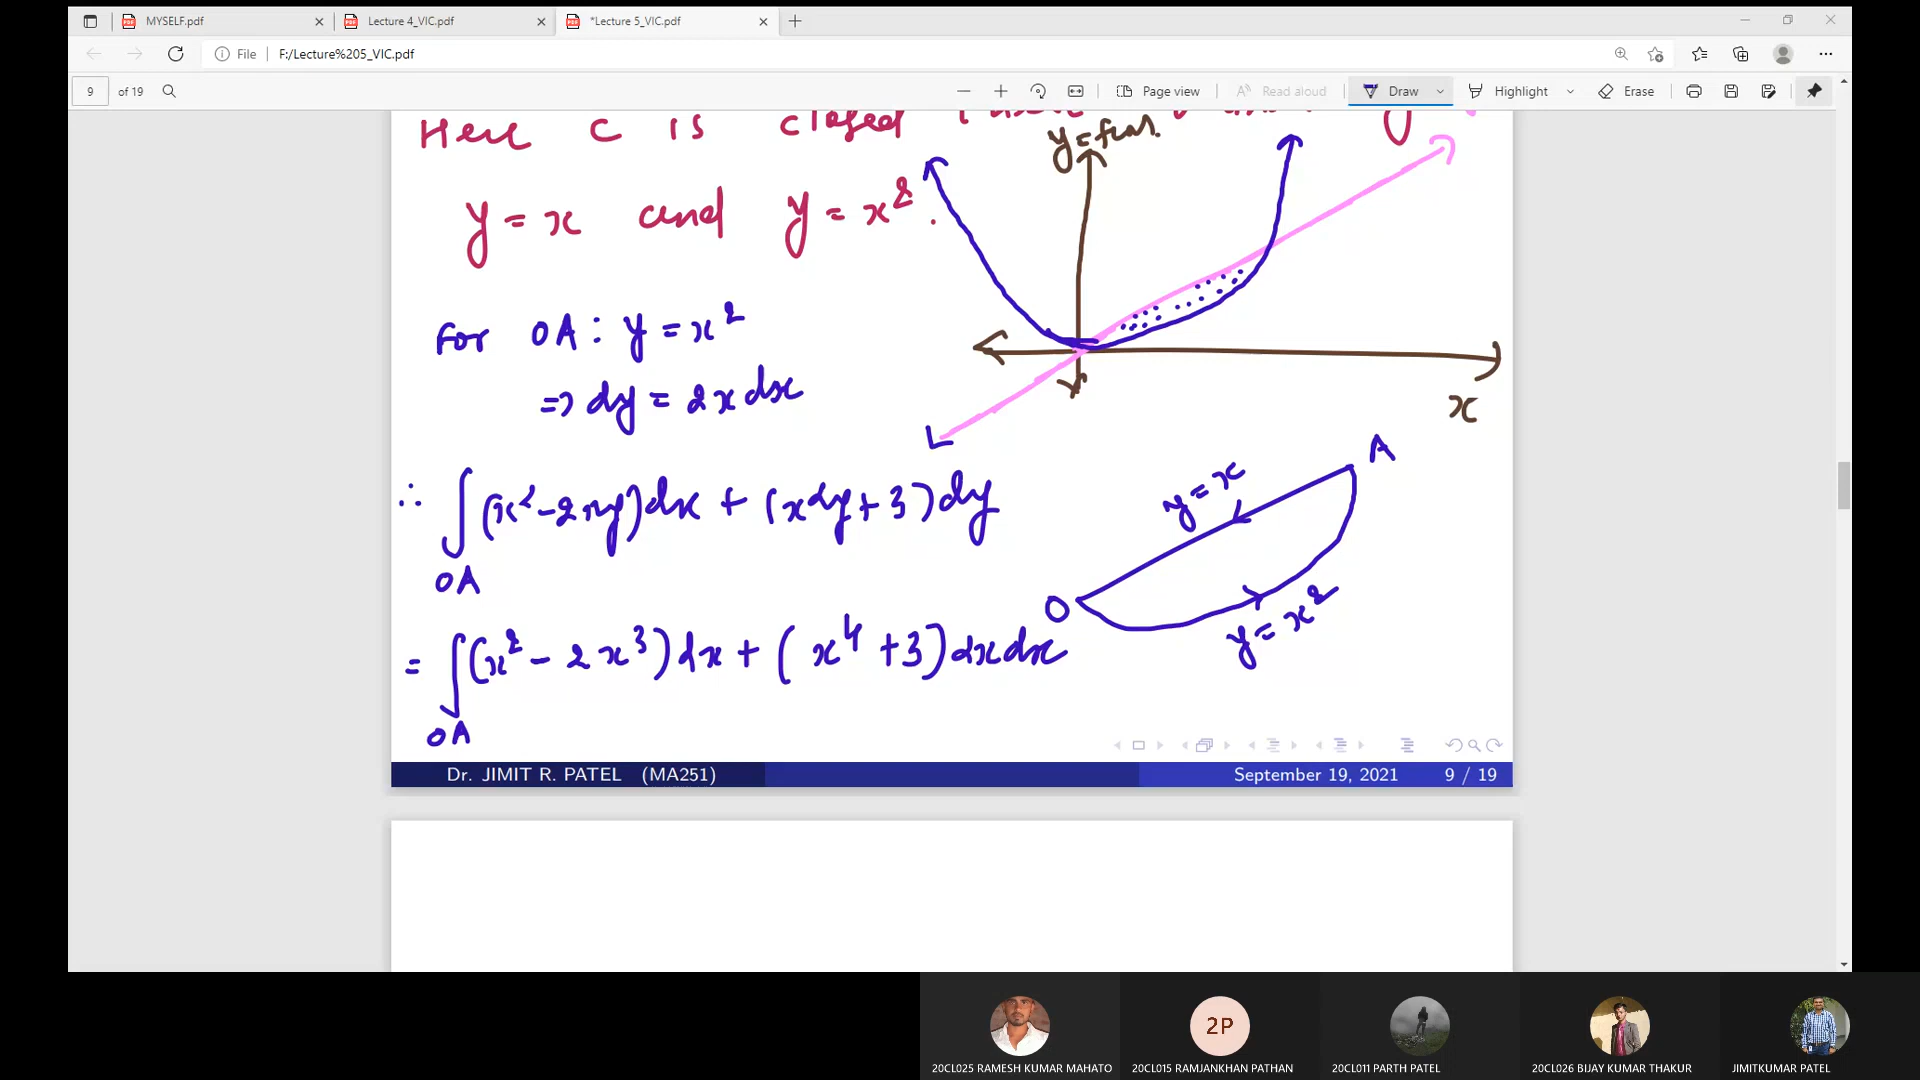 MYSELF.pdf
Lecture 4_VIC.pdf
*Lecture 5_VIC.pdf
File F:/Lecture%205_VIC.pdf
9 of 19
Page view
Read aloud
Draw
Highlight
Erase
Here C is closed
y = x and y = x².
For OA: y = x²
=> dy = 2x dx
∴ ∫ (x² - 2xy)dx + (x dy + 3)dy
OA
= ∫ (x² - 2x³)dx + (x⁴ + 3) dx dx
OA
x
A
y = x
O
y = x²
Dr. JIMIT R. PATEL (MA251)
September 19, 2021
9 / 19
2P
20CL025 RAMESH KUMAR MAHATO
20CL015 RAMJANKHAN PATHAN
20CL011 PARTH PATEL
20CL026 BIJAY KUMAR THAKUR
JIMITKUMAR PATEL